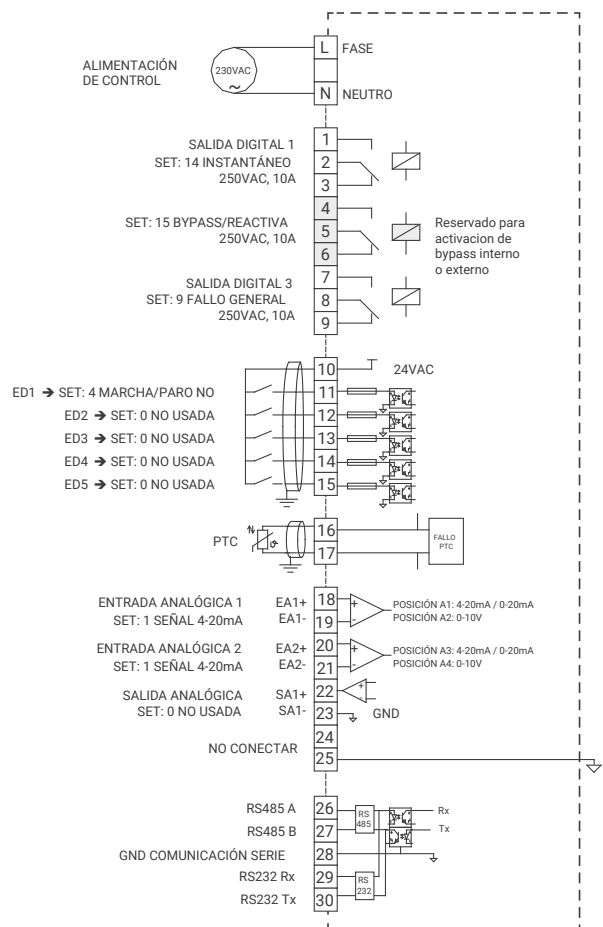 ALIMENTACIÓN
DE CONTROL
230VAC
~
L FASE
N NEUTRO
SALIDA DIGITAL 1
SET: 14 INSTANTÁNEO
250VAC, 10A
1
2
3
SET: 15 BYPASS/REACTIVA
250VAC, 10A
4
5
6
Reservado para
activacion de
bypass interno
o externo
SALIDA DIGITAL 3
SET: 9 FALLO GENERAL
250VAC, 10A
7
8
9
10 24VAC
ED1 ➔ SET: 4 MARCHA/PARO NO 11
ED2 ➔ SET: 0 NO USADA 12
ED3 ➔ SET: 0 NO USADA 13
ED4 ➔ SET: 0 NO USADA 14
ED5 ➔ SET: 0 NO USADA 15
PTC
16
17
FALLO
PTC
ENTRADA ANALÓGICA 1 EA1+ 18 + POSICIÓN A1: 4-20mA / 0-20mA
SET: 1 SEÑAL 4-20mA EA1- 19 - POSICIÓN A2: 0-10V
ENTRADA ANALÓGICA 2 EA2+ 20 + POSICIÓN A3: 4-20mA / 0-20mA
SET: 1 SEÑAL 4-20mA EA2- 21 - POSICIÓN A4: 0-10V
SALIDA ANALÓGICA SA1+ 22 + -
SET: 0 NO USADA SA1- 23 GND
NO CONECTAR
24
25
RS485 A 26 RS Rx
RS485 B 27 485 Tx
GND COMUNICACIÓN SERIE 28
RS232 Rx 29 RS
RS232 Tx 30 232